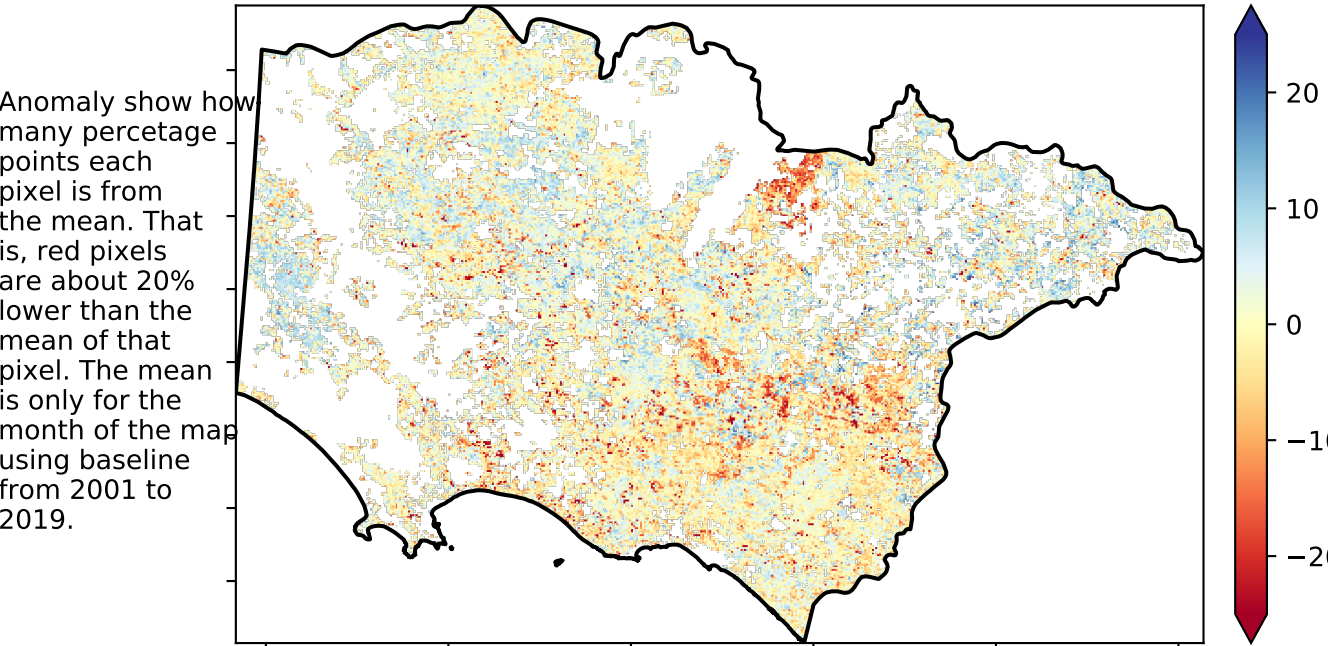 Anomaly show how
many percetage
points each
pixel is from
the mean. That
is, red pixels
are about 20%
lower than the
mean of that
pixel. The mean
is only for the
month of the map
using baseline
from 2001 to
2019.
20
10
0
−10
−20